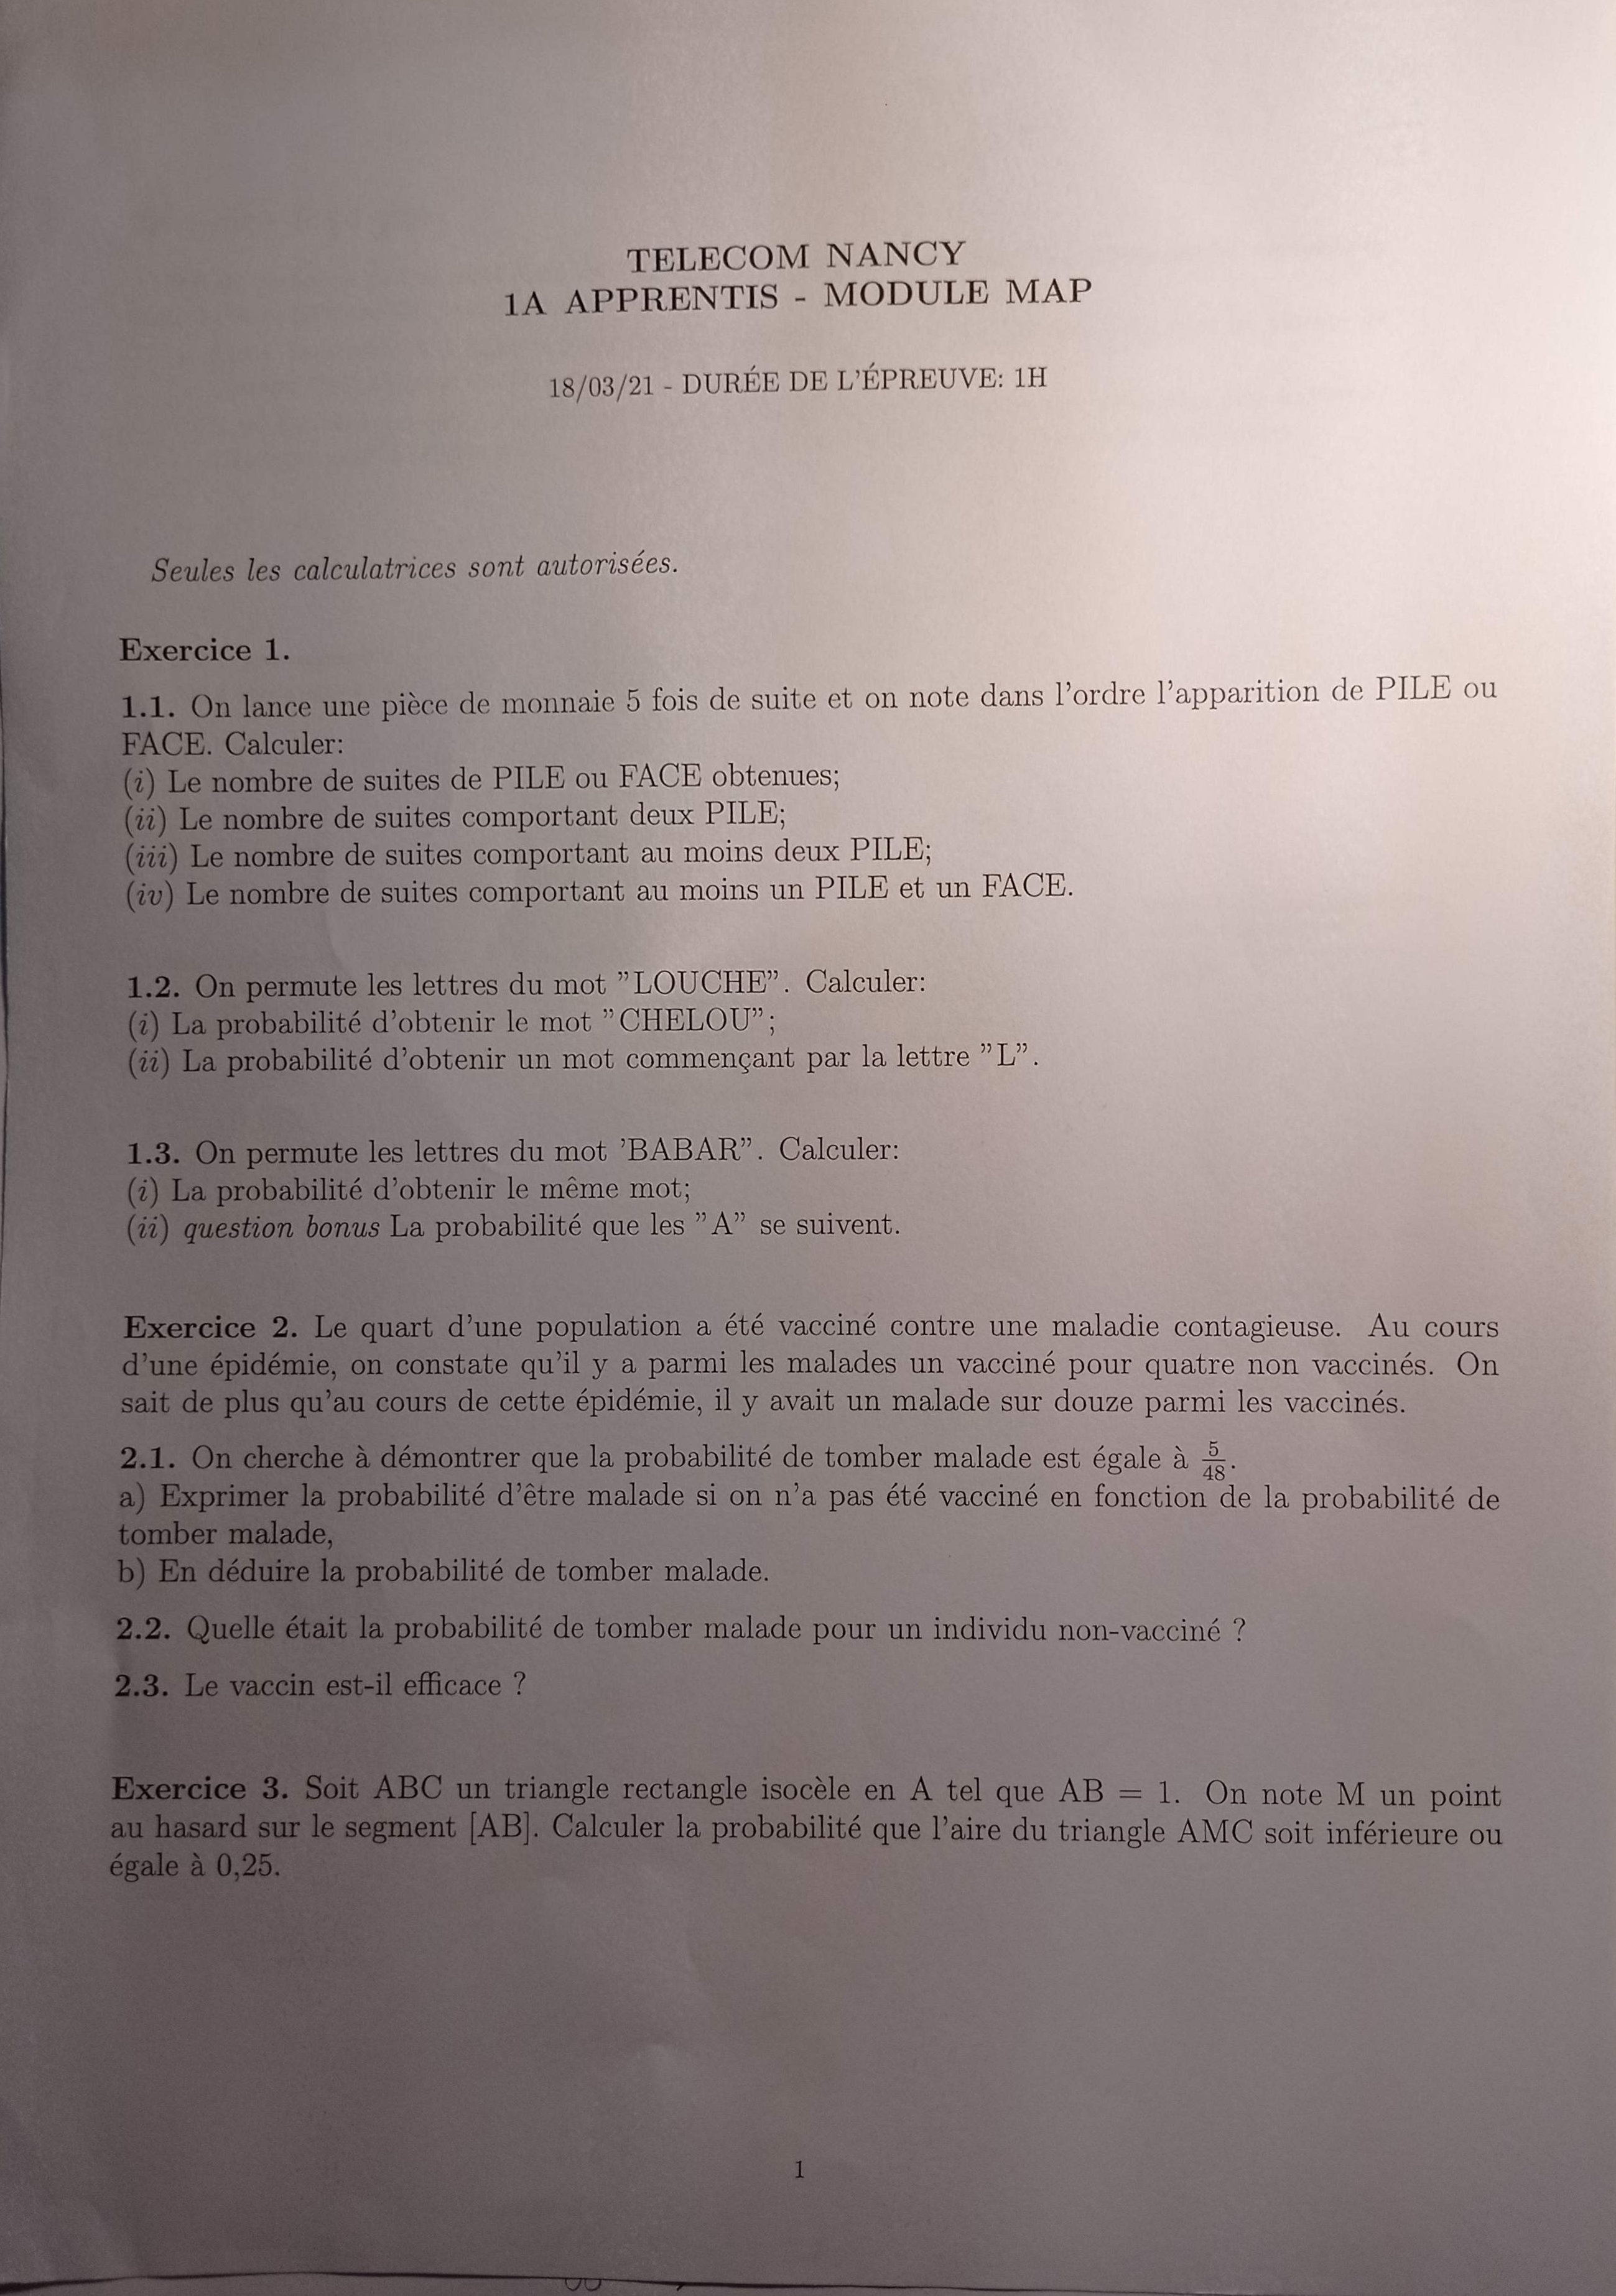 TELECOM NANCY
1A APPRENTIS - MODULE MAP
18/03/21 - DURÉE DE L'ÉPREUVE: 1H
Seules les calculatrices sont autorisées.
Exercice 1.
1.1. On lance une pièce de monnaie 5 fois de suite et on note dans l'ordre l'apparition de PILE ou
FACE. Calculer:
(i) Le nombre de suites de PILE ou FACE obtenues;
(ii) Le nombre de suites comportant deux PILE;
(iii) Le nombre de suites comportant au moins deux PILE;
(iv) Le nombre de suites comportant au moins un PILE et un FACE.
1.2. On permute les lettres du mot "LOUCHE". Calculer:
(i) La probabilité d'obtenir le mot "CHELOU";
(ii) La probabilité d'obtenir un mot commençant par la lettre "L".
1.3. On permute les lettres du mot 'BABAR". Calculer:
(i) La probabilité d'obtenir le même mot;
(ii) question bonus La probabilité que les "A" se suivent.
Exercice 2. Le quart d'une population a été vacciné contre une maladie contagieuse. Au cours
d'une épidémie, on constate qu'il y a parmi les malades un vacciné pour quatre non vaccinés. On
sait de plus qu'au cours de cette épidémie, il y avait un malade sur douze parmi les vaccinés.
2.1. On cherche à démontrer que la probabilité de tomber malade est égale à 5/48.
a) Exprimer la probabilité d'être malade si on n'a pas été vacciné en fonction de la probabilité de
tomber malade,
b) En déduire la probabilité de tomber malade.
2.2. Quelle était la probabilité de tomber malade pour un individu non-vacciné ?
2.3. Le vaccin est-il efficace ?
Exercice 3. Soit ABC un triangle rectangle isocèle en A tel que AB = 1. On note M un point
au hasard sur le segment [AB]. Calculer la probabilité que l'aire du triangle AMC soit inférieure ou
égale à 0,25.
1